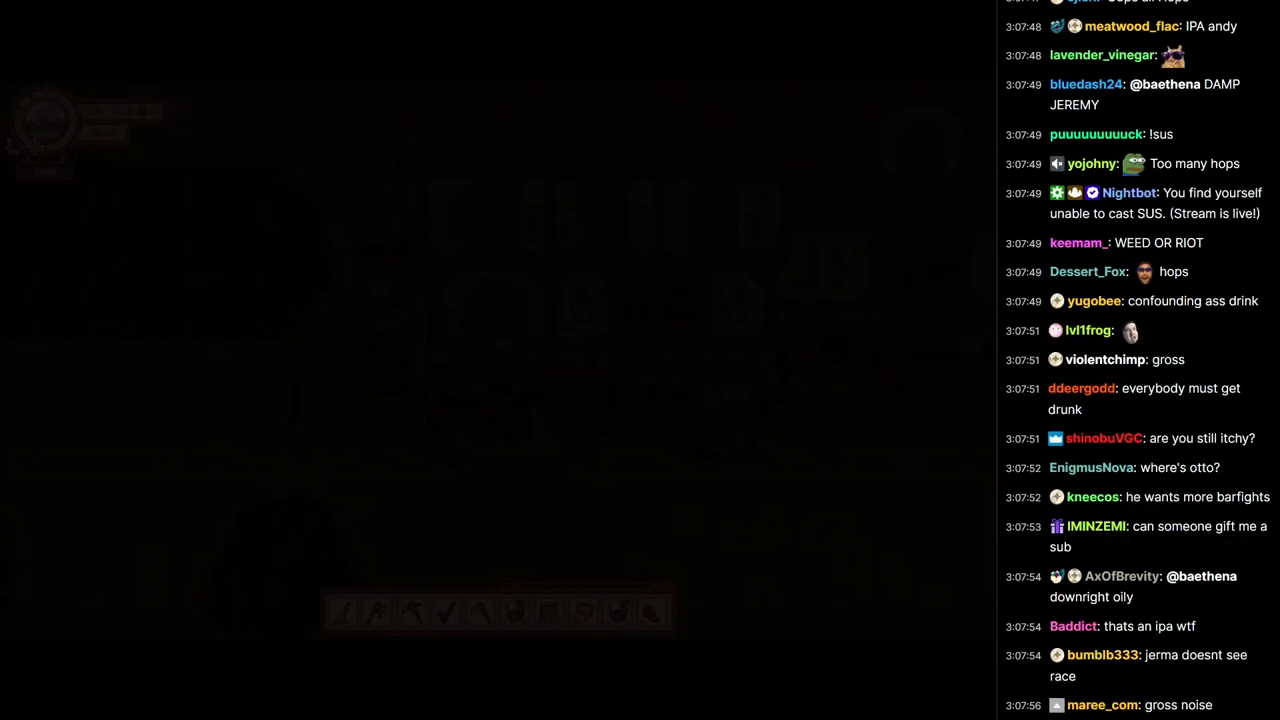 3:07:48 meatwood_flac: IPA andy
3:07:48 lavender_vinegar:
3:07:49 bluedash24: @baethena DAMP
JEREMY
3:07:49 puuuuuuuuuck: !sus
3:07:49 yojohny: Too many hops
3:07:49 Nightbot: You find yourself
unable to cast SUS. (Stream is live!)
3:07:49 keemam_: WEED OR RIOT
3:07:49 Dessert_Fox: hops
3:07:49 yugobee: confounding ass drink
3:07:51 lvl1frog:
3:07:51 violentchimp: gross
3:07:51 ddeergodd: everybody must get
drunk
3:07:51 shinobuVGC: are you still itchy?
3:07:52 EnigmusNova: where's otto?
3:07:52 kneecos: he wants more barfights
3:07:53 IMINZEMI: can someone gift me a
sub
3:07:54 AxOfBrevity: @baethena
downright oily
3:07:54 Baddict: thats an ipa wtf
3:07:54 bumblb333: jerma doesnt see
race
3:07:56 maree_com: gross noise